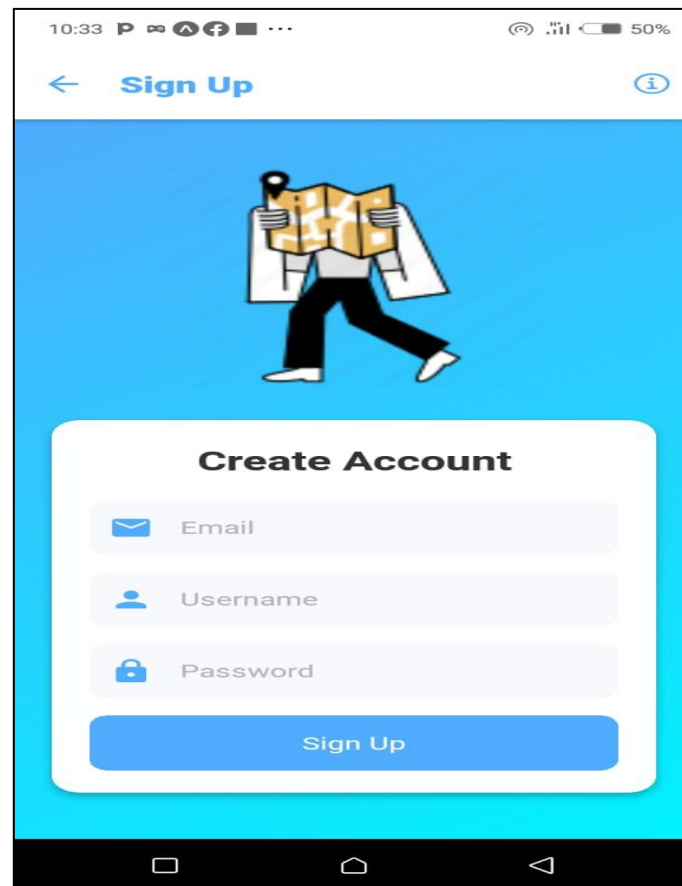 10:33 P ...
50%
Sign Up
Create Account
Email
Username
Password
Sign Up